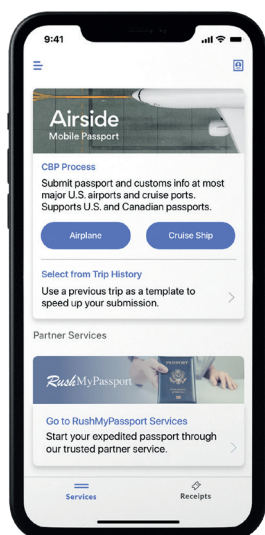 9:41
Airside
Mobile Passport
CBP Process
Submit passport and customs info at most
major U.S. airports and cruise ports.
Supports U.S. and Canadian passports.
Airplane Cruise Ship
Select from Trip History
Use a previous trip as a template to
speed up your submission.
Partner Services
RushMyPassport
PASSPORT
Go to RushMyPassport Services
Start your expedited passport through
our trusted partner service.
Services Receipts